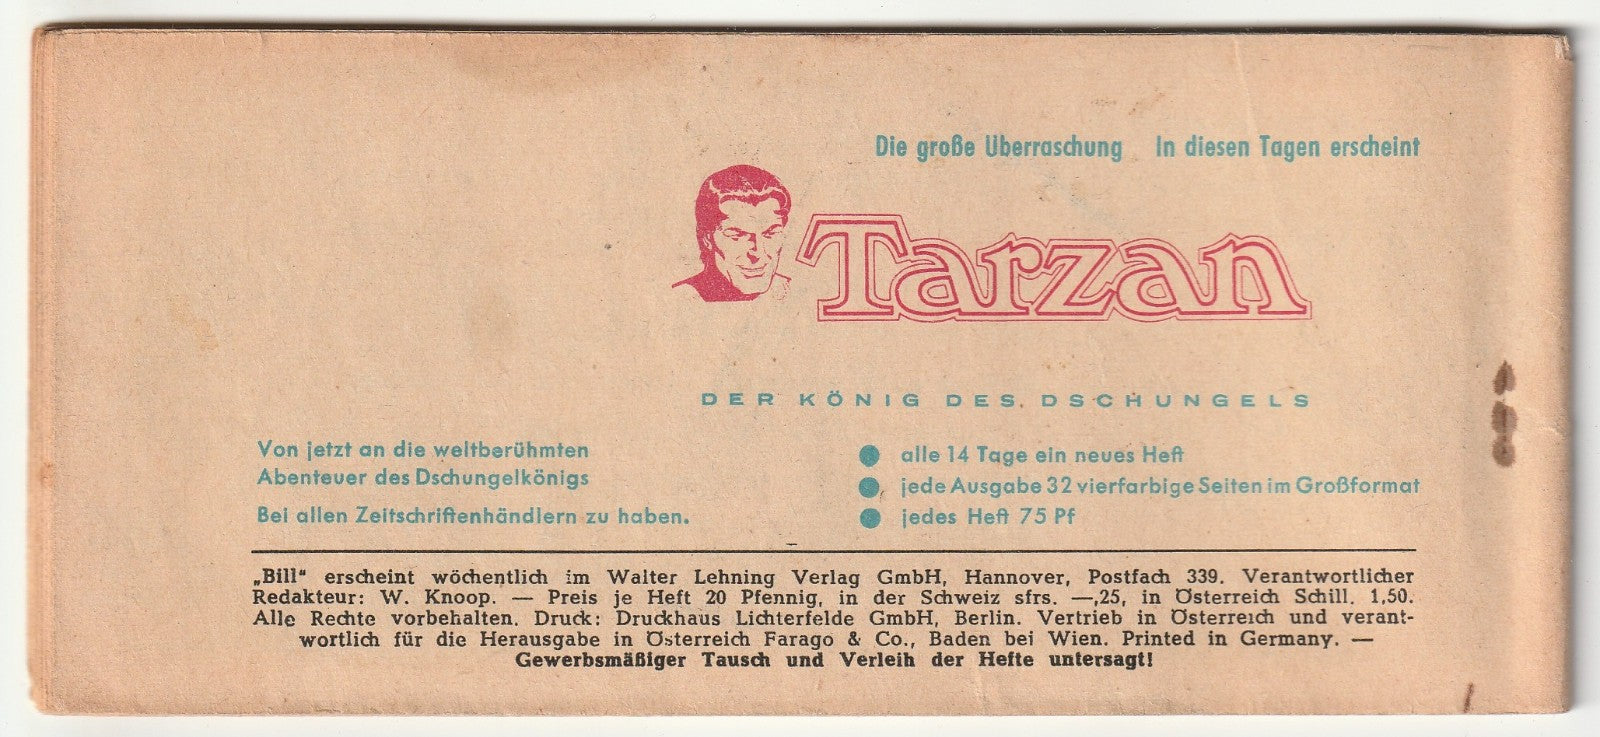 Die große Uberraschung In diesen Tagen erscheint
Tarzan
DER KÖNIG DES DSCHUNGELS
Von jetzt an die weltberühmten
Abenteuer des Dschungelkönigs
Bei allen Zeitschriftenhändlern zu haben.
● alle 14 Tage ein neues Heft
● jede Ausgabe 32 vierfarbige Seiten im Großformat
● jedes Heft 75 Pf
„Bill" erscheint wöchentlich im Walter Lehning Verlag GmbH, Hannover, Postfach 339. Verantwortlicher
Redakteur: W. Knoop. — Preis je Heft 20 Pfennig, in der Schweiz sfrs. —,25, in Österreich Schill. 1,50.
Alle Rechte vorbehalten. Druck: Druckhaus Lichterfelde GmbH, Berlin. Vertrieb in Österreich und verant-
wortlich für die Herausgabe in Österreich Farago & Co., Baden bei Wien. Printed in Germany. —
Gewerbsmäßiger Tausch und Verleih der Hefte untersagt!